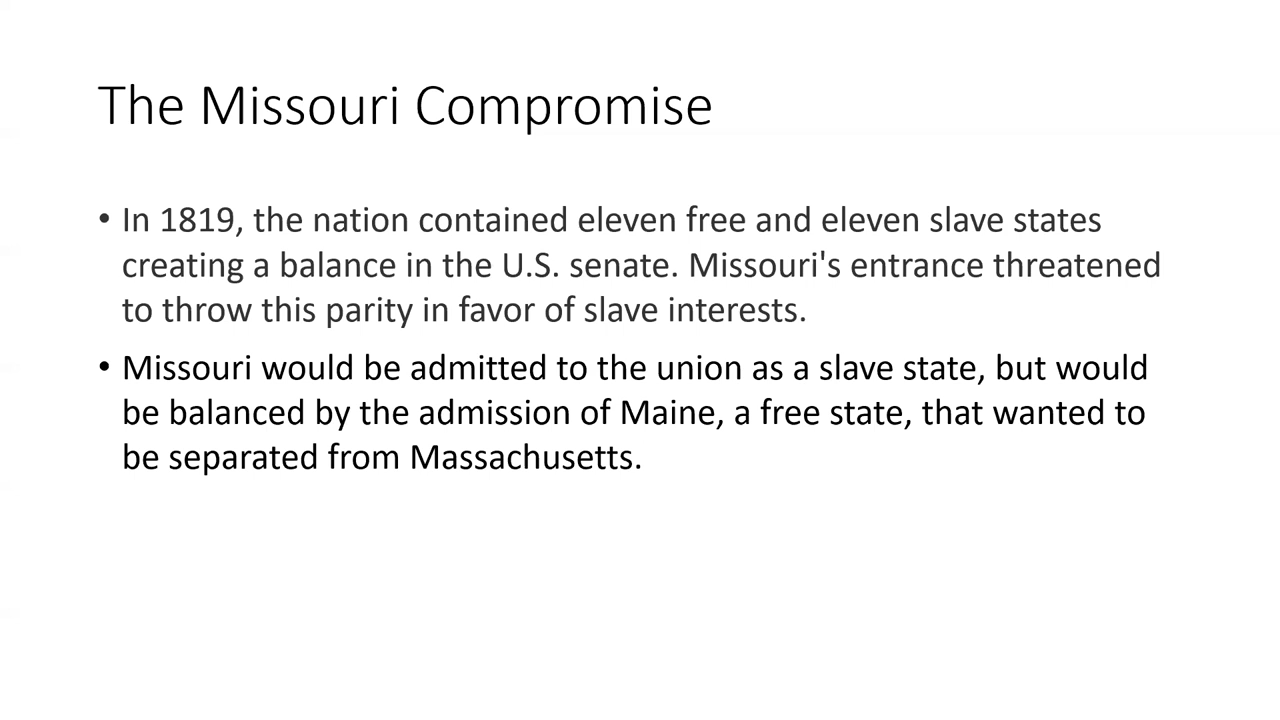 The Missouri Compromise
• In 1819, the nation contained eleven free and eleven slave states
creating a balance in the U.S. senate. Missouri's entrance threatened
to throw this parity in favor of slave interests.
• Missouri would be admitted to the union as a slave state, but would
be balanced by the admission of Maine, a free state, that wanted to
be separated from Massachusetts.